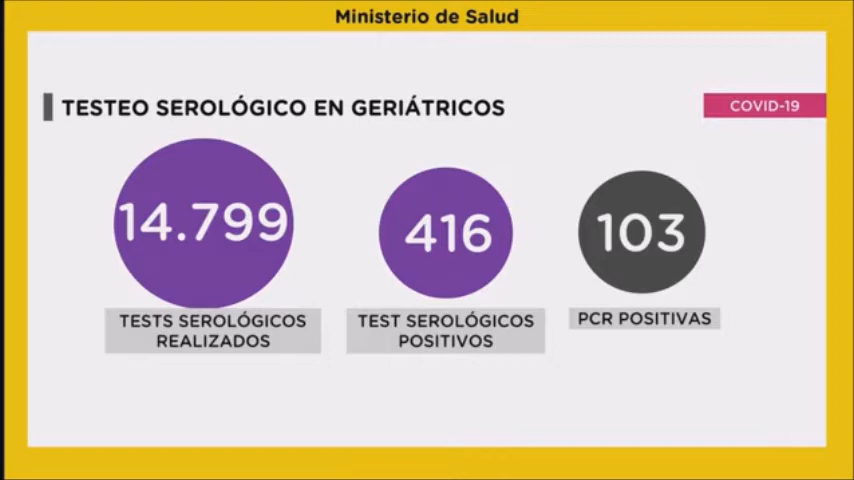 Ministerio de Salud
TESTEO SEROLÓGICO EN GERIÁTRICOS
COVID-19
14.799
416
103
TESTS SEROLÓGICOS
REALIZADOS
TEST SEROLÓGICOS
POSITIVOS
PCR POSITIVAS